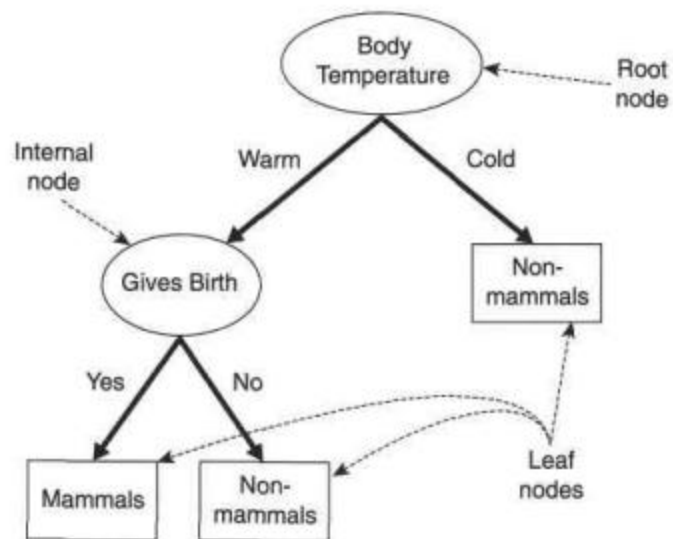 Body
Temperature
Root
node
Internal
node
Warm
Cold
Gives Birth
Non-
mammals
Yes
No
Mammals
Non-
mammals
Leaf
nodes